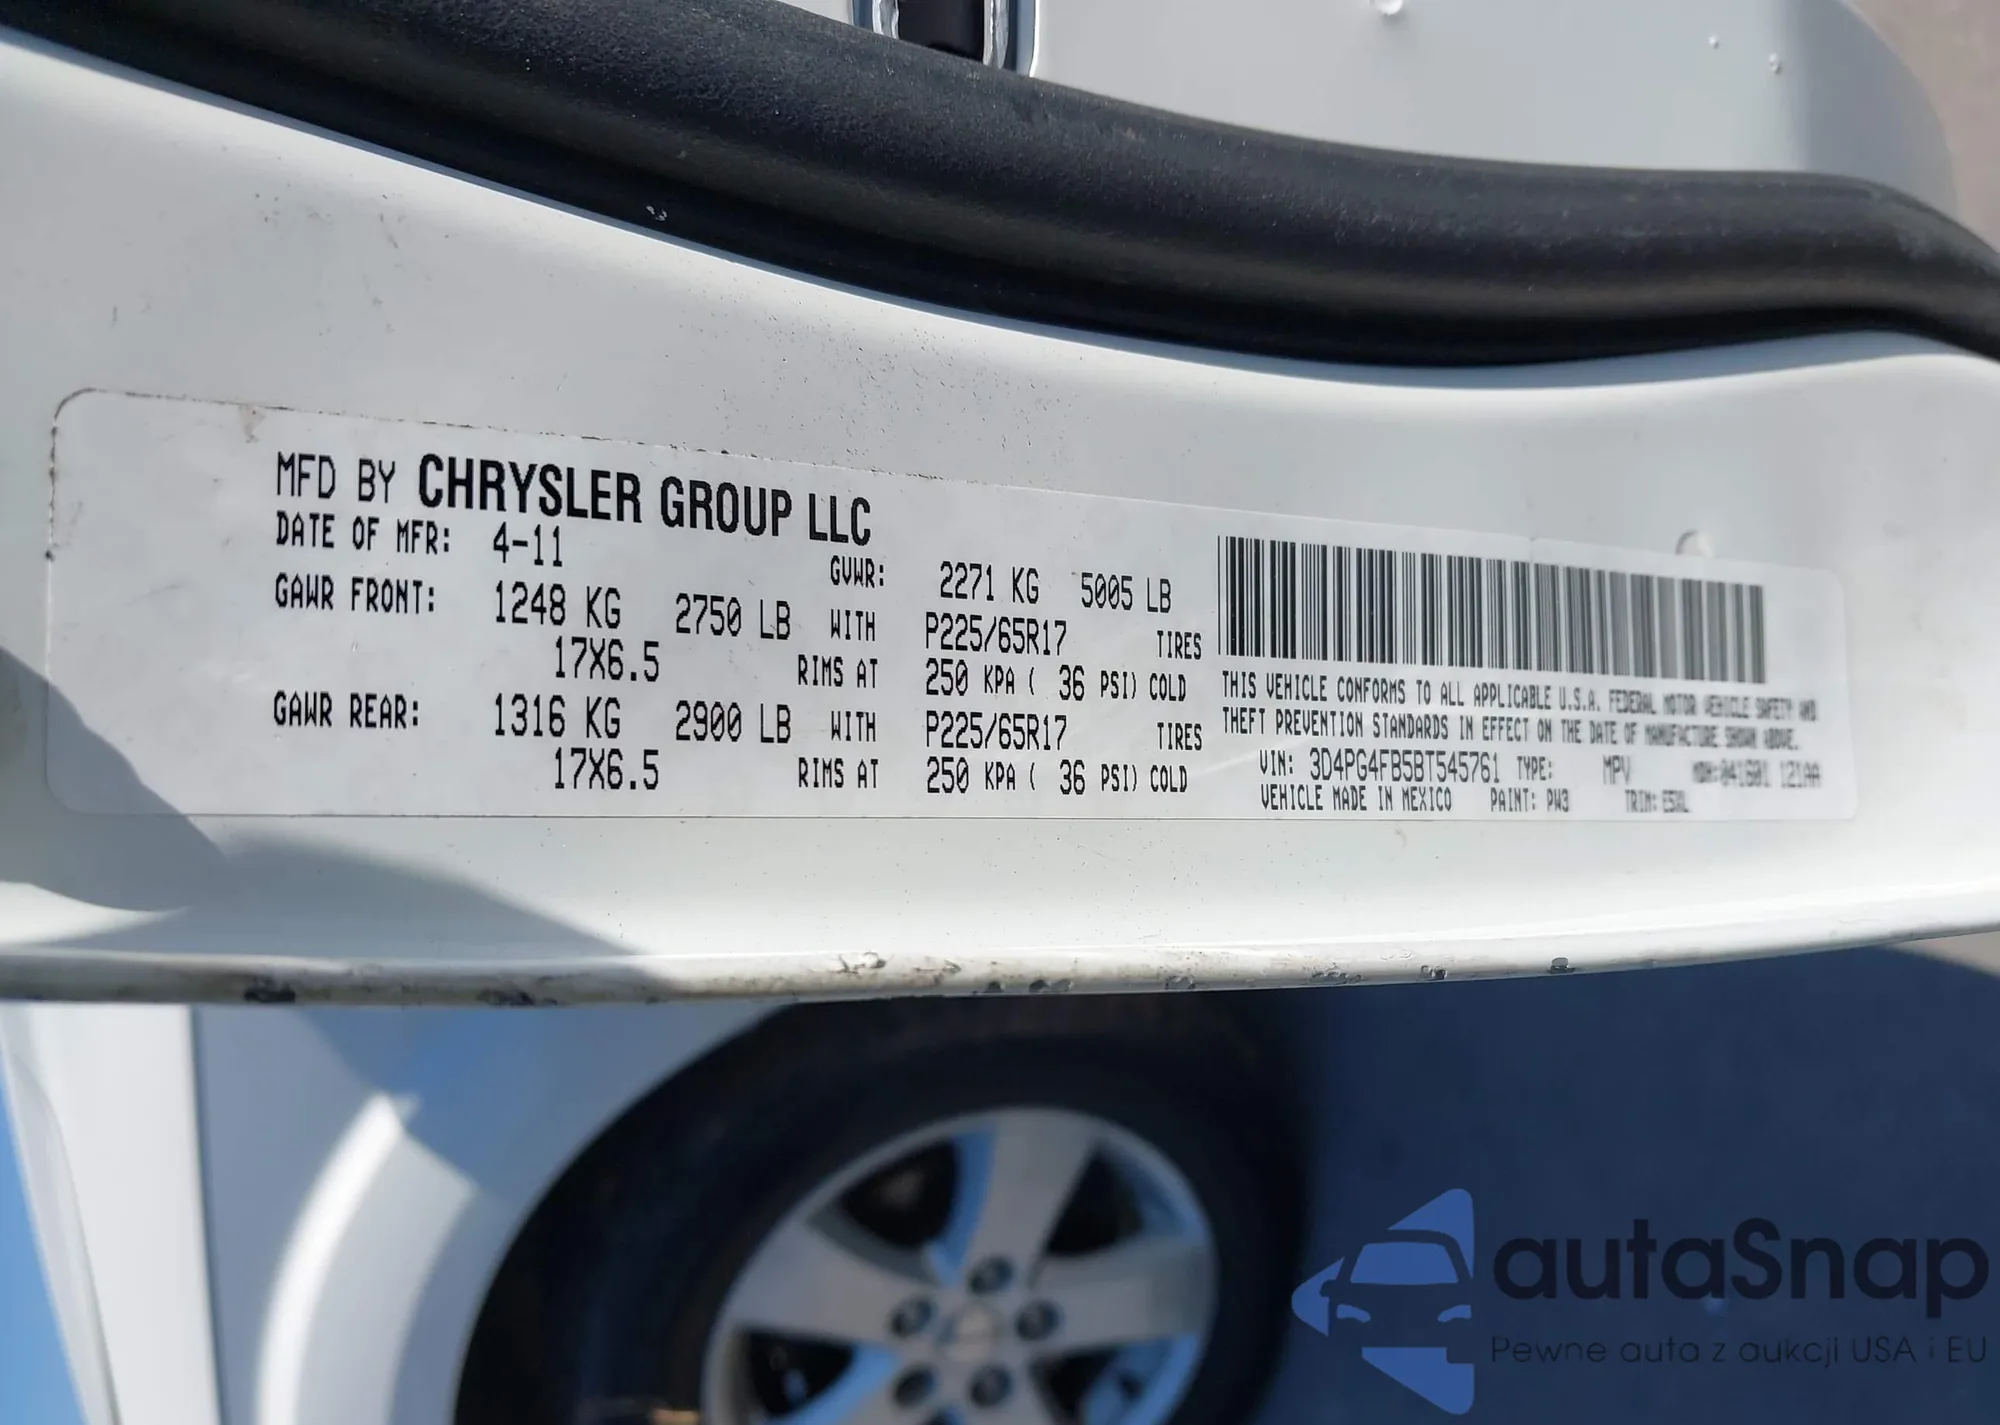 MFD BY CHRYSLER GROUP LLC
DATE OF MFR: 4-11 GVWR: 2271 KG 5005 LB
GAWR FRONT: 1248 KG 2750 LB WITH P225/65R17 TIRES
17X6.5 RIMS AT 250 KPA ( 36 PSI) COLD
GAWR REAR: 1316 KG 2900 LB WITH P225/65R17 TIRES
17X6.5 RIMS AT 250 KPA ( 36 PSI) COLD
THIS VEHICLE CONFORMS TO ALL APPLICABLE U.S.A. FEDERAL MOTOR VEHICLE SAFETY AND
THEFT PREVENTION STANDARDS IN EFFECT ON THE DATE OF MANUFACTURE SHOWN ABOVE.
VIN: 3D4PG4FB5BT545761 TYPE: MPV MDH:041601 121AA
VEHICLE MADE IN MEXICO PAINT: PW3 TRIM:
autaSnap
Pewne auta z aukcji USA i EU